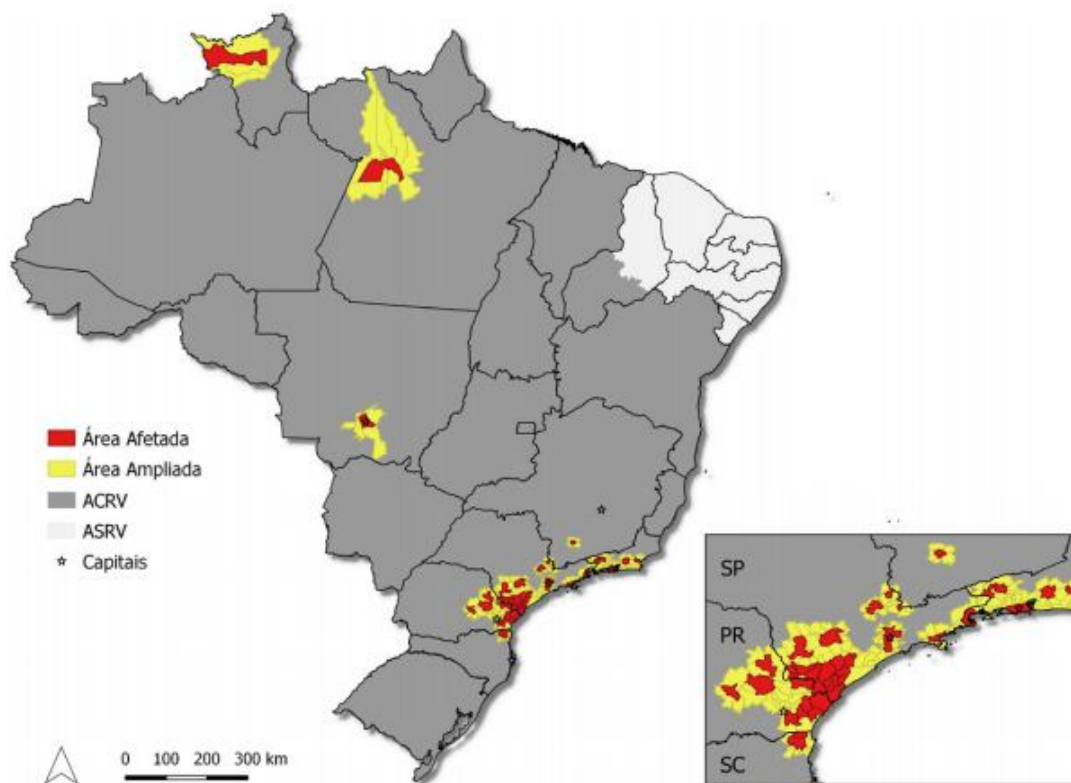 Área Afetada
Área Ampliada
ACRV
ASRV
Capitais
0 100 200 300 km
SP
PR
SC